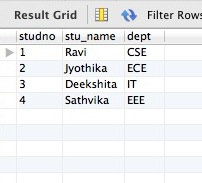 Result Grid Filter Rows
studno stu_name dept
1 Ravi CSE
2 Jyothika ECE
3 Deekshita IT
4 Sathvika EEE